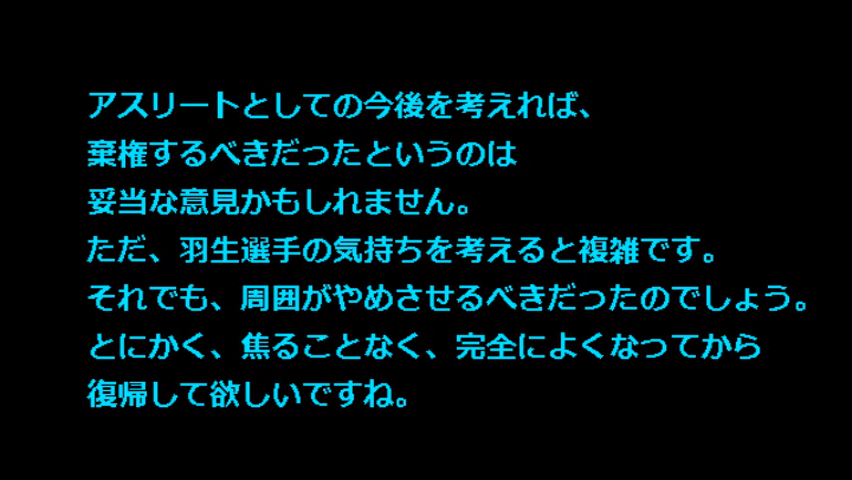 アスリートとしての今後を考えれば、
棄権するべきだったというのは
妥当な意見かもしれません。
ただ、羽生選手の気持ちを考えると複雑です。
それでも、周囲がやめさせるべきだったのでしょう。
とにかく、焦ることなく、完全によくなってから
復帰して欲しいですね。